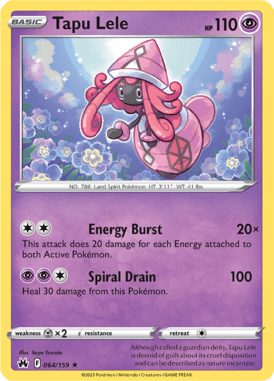 BASIC Tapu Lele HP 110
NO. 786 Land Spirit Pokémon HT: 3'11" WT: 41 lbs.
Energy Burst 20×
This attack does 20 damage for each Energy attached to
both Active Pokémon.
Spiral Drain 100
Heal 30 damage from this Pokémon.
weakness ×2 resistance retreat
Illus. Saya Tsuruta
Although called a guardian deity, Tapu Lele
is devoid of guilt about its cruel disposition
and can be described as nature incarnate.
F 064/159 ★
©2023 Pokémon / Nintendo / Creatures / GAME FREAK